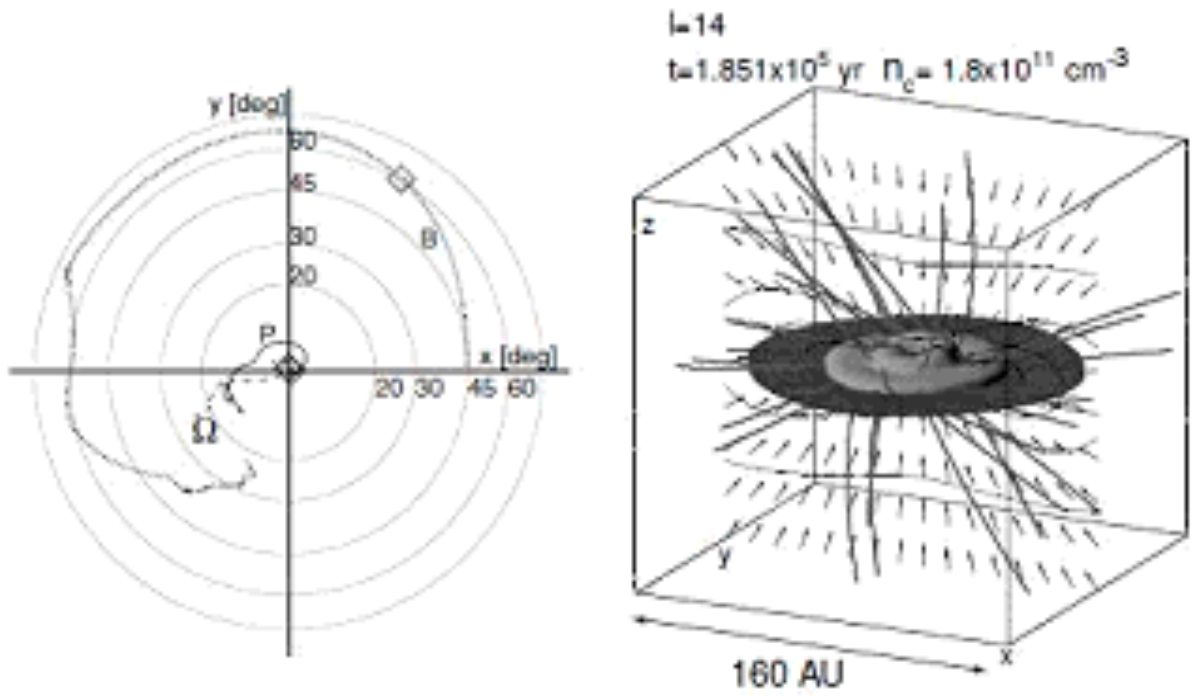 y [deg]
60
45
30
20
B
P
x [deg]
20 30 45 60
Ω
l=14
t=1.851x10⁵ yr n_c= 1.8x10¹¹ cm⁻³
z
y
x
160 AU